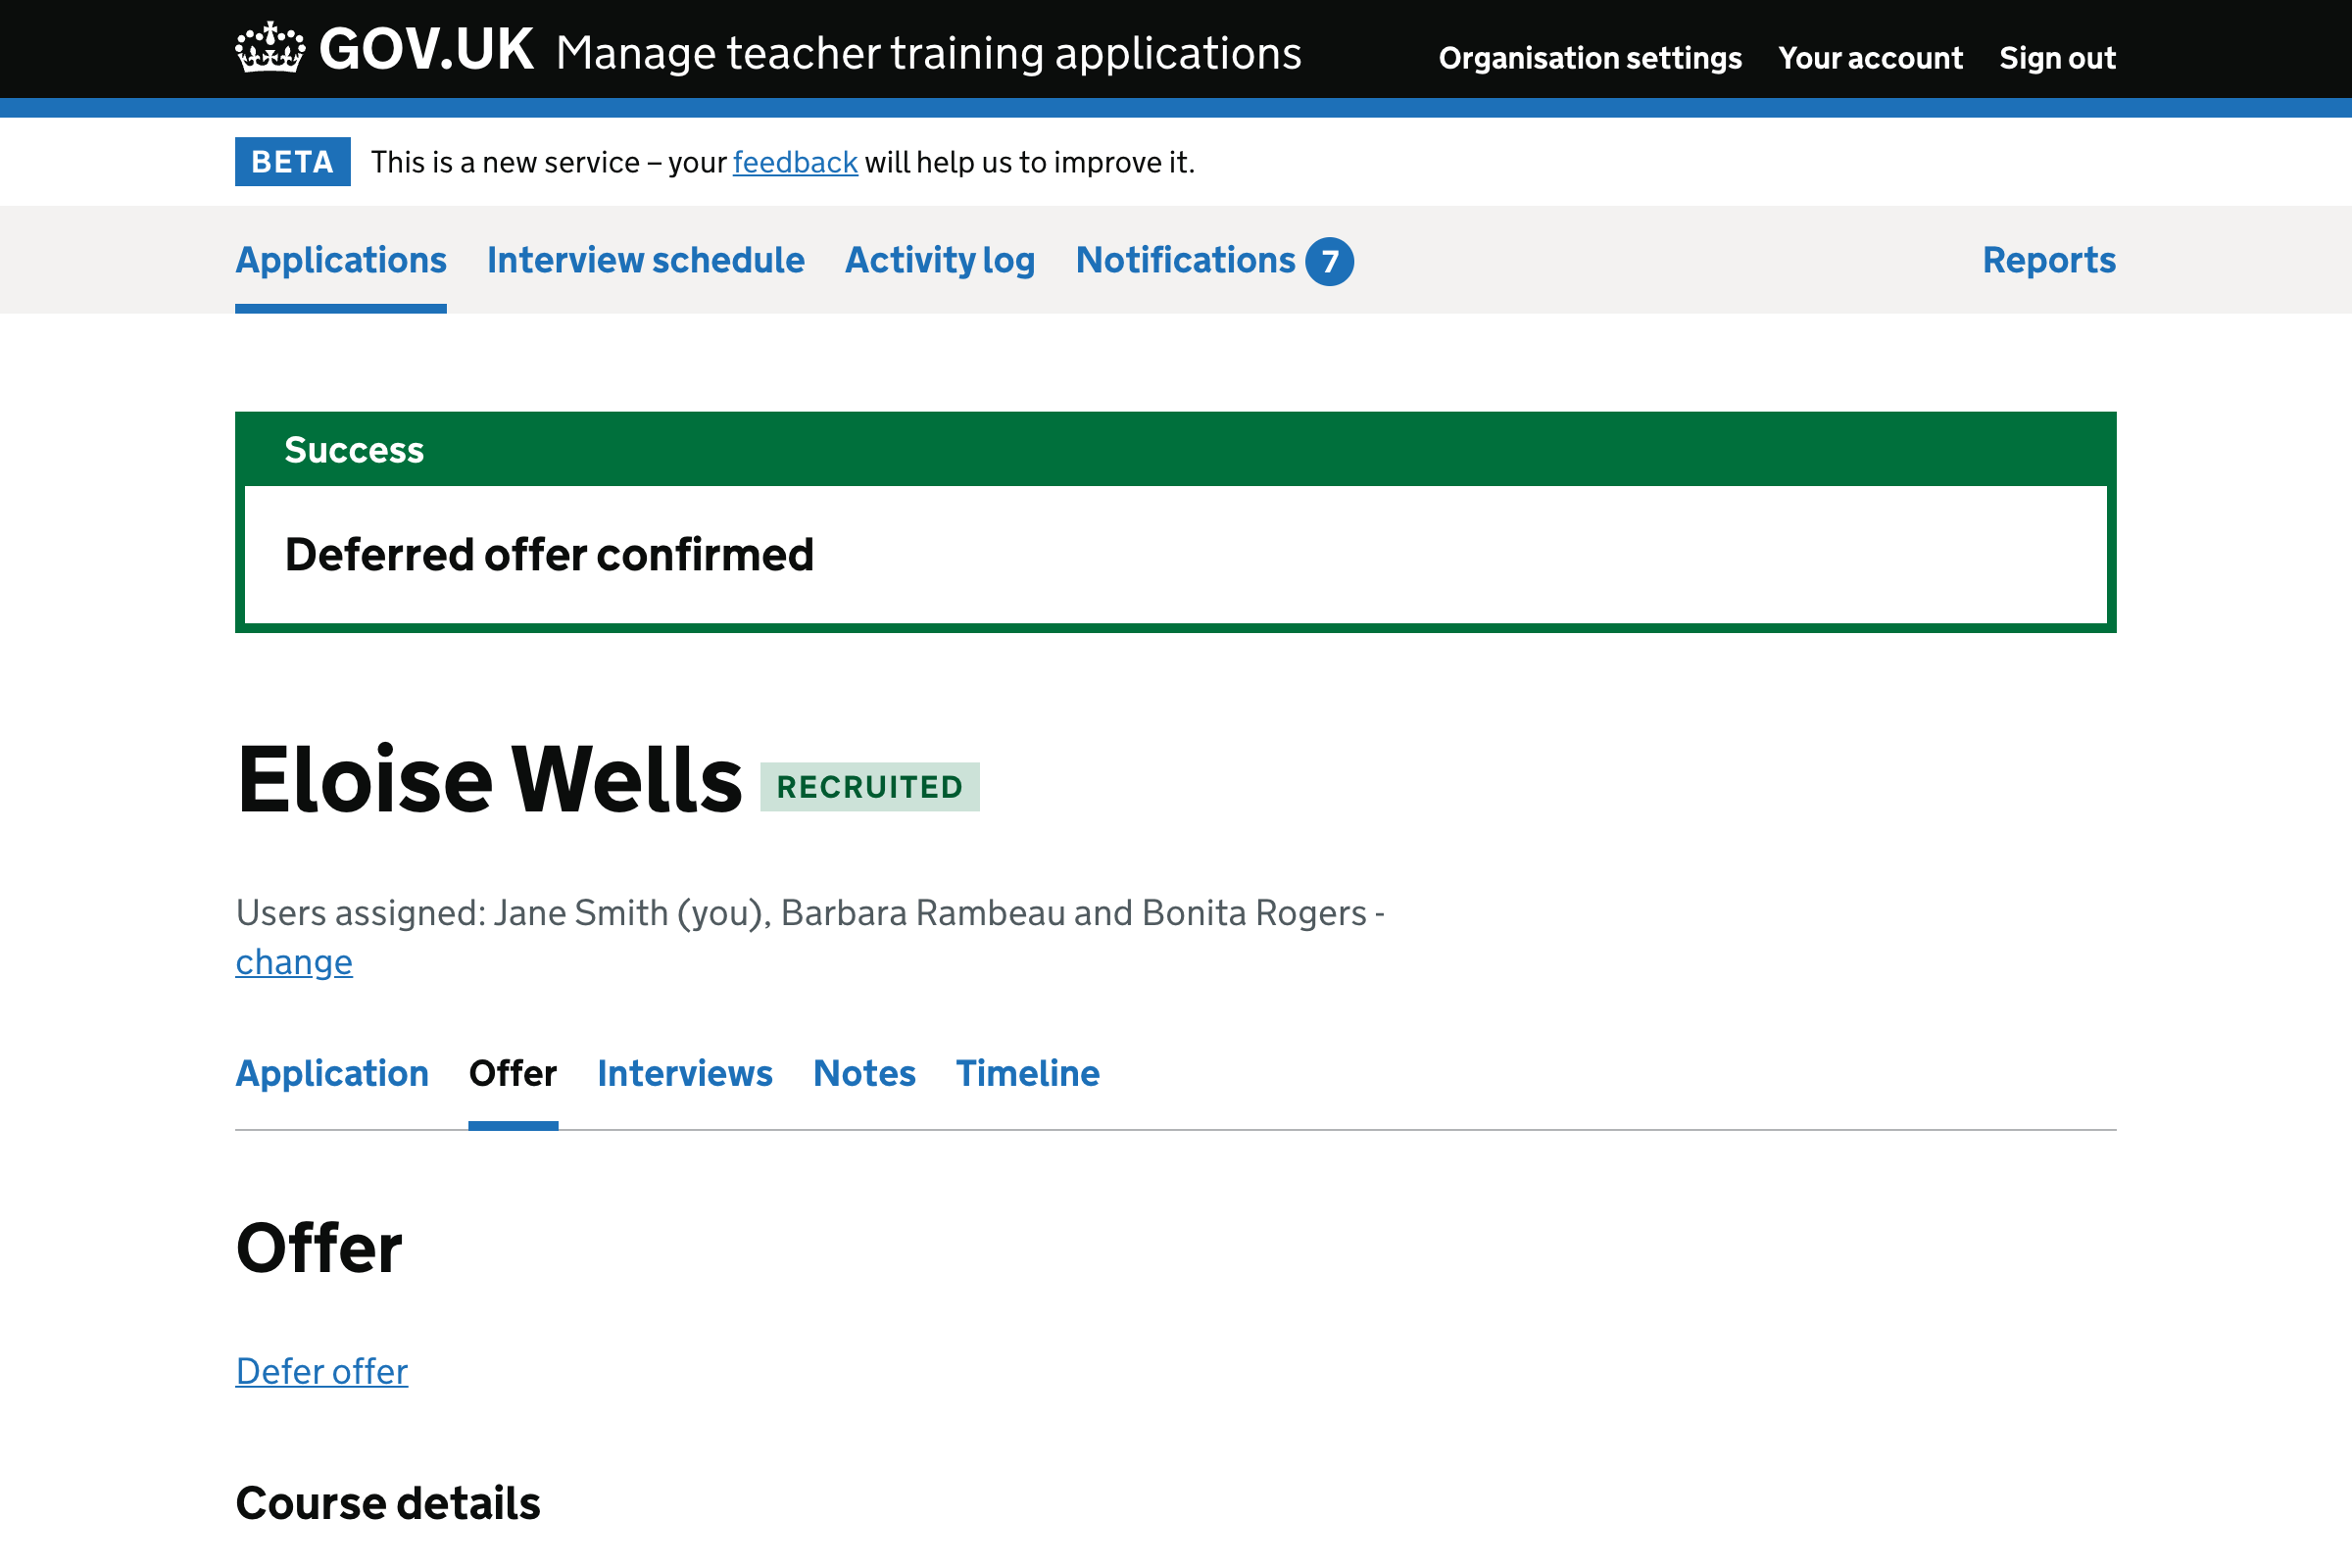 GOV.UK Manage teacher training applications
Organisation settings Your account Sign out
BETA This is a new service – your feedback will help us to improve it.
Applications Interview schedule Activity log Notifications 7 Reports
Success
Deferred offer confirmed
Eloise Wells RECRUITED
Users assigned: Jane Smith (you), Barbara Rambeau and Bonita Rogers -
change
Application Offer Interviews Notes Timeline
Offer
Defer offer
Course details